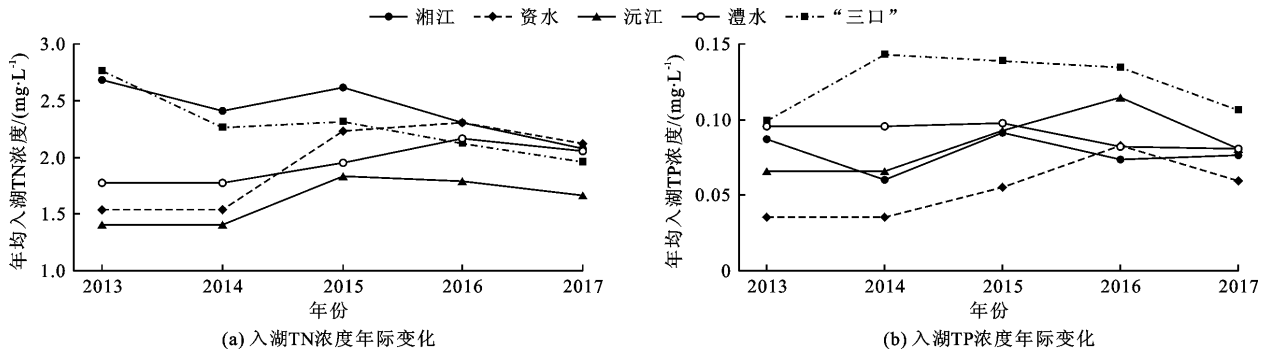 湘江 资水 沅江 澧水 “三口”
年均入湖TN浓度/(mg·L⁻¹)
3.0
2.5
2.0
1.5
1.0
2013 2014 2015 2016 2017
年份
(a) 入湖TN浓度年际变化
年均入湖TP浓度/(mg·L⁻¹)
0.15
0.10
0.05
0
2013 2014 2015 2016 2017
年份
(b) 入湖TP浓度年际变化